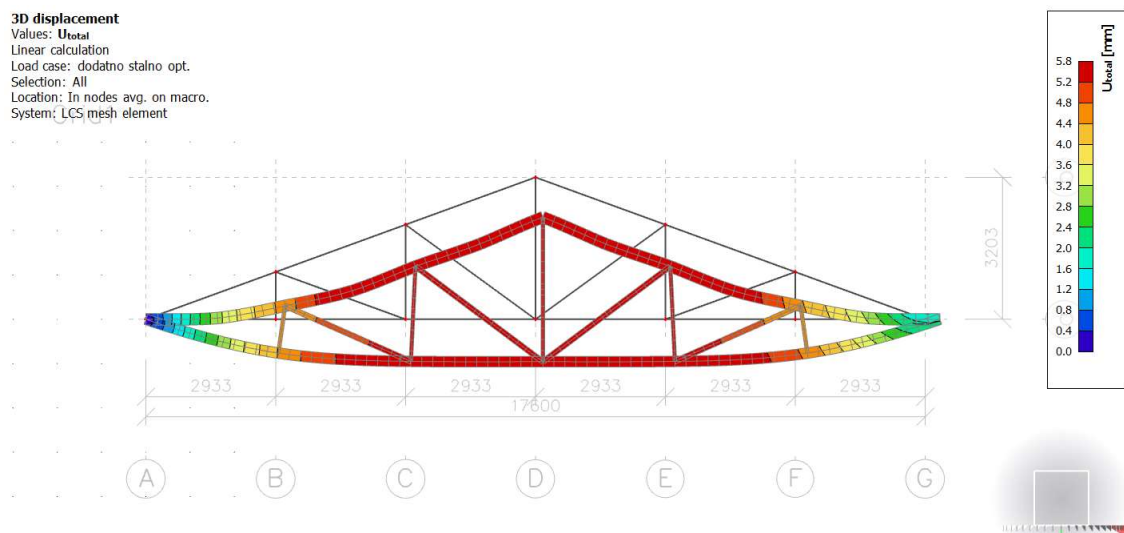 3D displacement
Values: Utotal
Linear calculation
Load case: dodatno stalno opt.
Selection: All
Location: In nodes avg. on macro.
System: LCS mesh element
Utotal [mm]
5.8
5.2
4.8
4.4
4.0
3.6
3.2
2.8
2.4
2.0
1.6
1.2
0.8
0.4
0.0
3203
2933 2933 2933 2933 2933 2933
17600
A B C D E F G